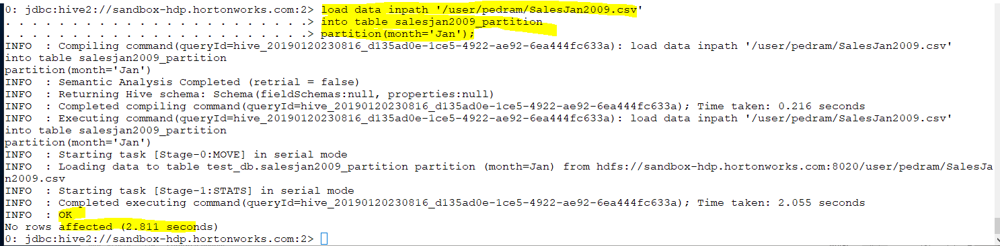 0: jdbc:hive2://sandbox-hdp.hortonworks.com:2> load data inpath '/user/pedram/SalesJan2009.csv'
. . . . . . . . . . . . . . . . . . . . . . .> into table salesjan2009_partition
. . . . . . . . . . . . . . . . . . . . . . .> partition(month='Jan');
INFO  : Compiling command(queryId=hive_20190120230816_d135ad0e-1ce5-4922-ae92-6ea444fc633a): load data inpath '/user/pedram/SalesJan2009.csv'
into table salesjan2009_partition
partition(month='Jan')
INFO  : Semantic Analysis Completed (retrial = false)
INFO  : Returning Hive schema: Schema(fieldSchemas:null, properties:null)
INFO  : Completed compiling command(queryId=hive_20190120230816_d135ad0e-1ce5-4922-ae92-6ea444fc633a); Time taken: 0.216 seconds
INFO  : Executing command(queryId=hive_20190120230816_d135ad0e-1ce5-4922-ae92-6ea444fc633a): load data inpath '/user/pedram/SalesJan2009.csv'
into table salesjan2009_partition
partition(month='Jan')
INFO  : Starting task [Stage-0:MOVE] in serial mode
INFO  : Loading data to table test_db.salesjan2009_partition partition (month=Jan) from hdfs://sandbox-hdp.hortonworks.com:8020/user/pedram/SalesJa
n2009.csv
INFO  : Starting task [Stage-1:STATS] in serial mode
INFO  : Completed executing command(queryId=hive_20190120230816_d135ad0e-1ce5-4922-ae92-6ea444fc633a); Time taken: 2.055 seconds
INFO  : OK
No rows affected (2.811 seconds)
0: jdbc:hive2://sandbox-hdp.hortonworks.com:2>